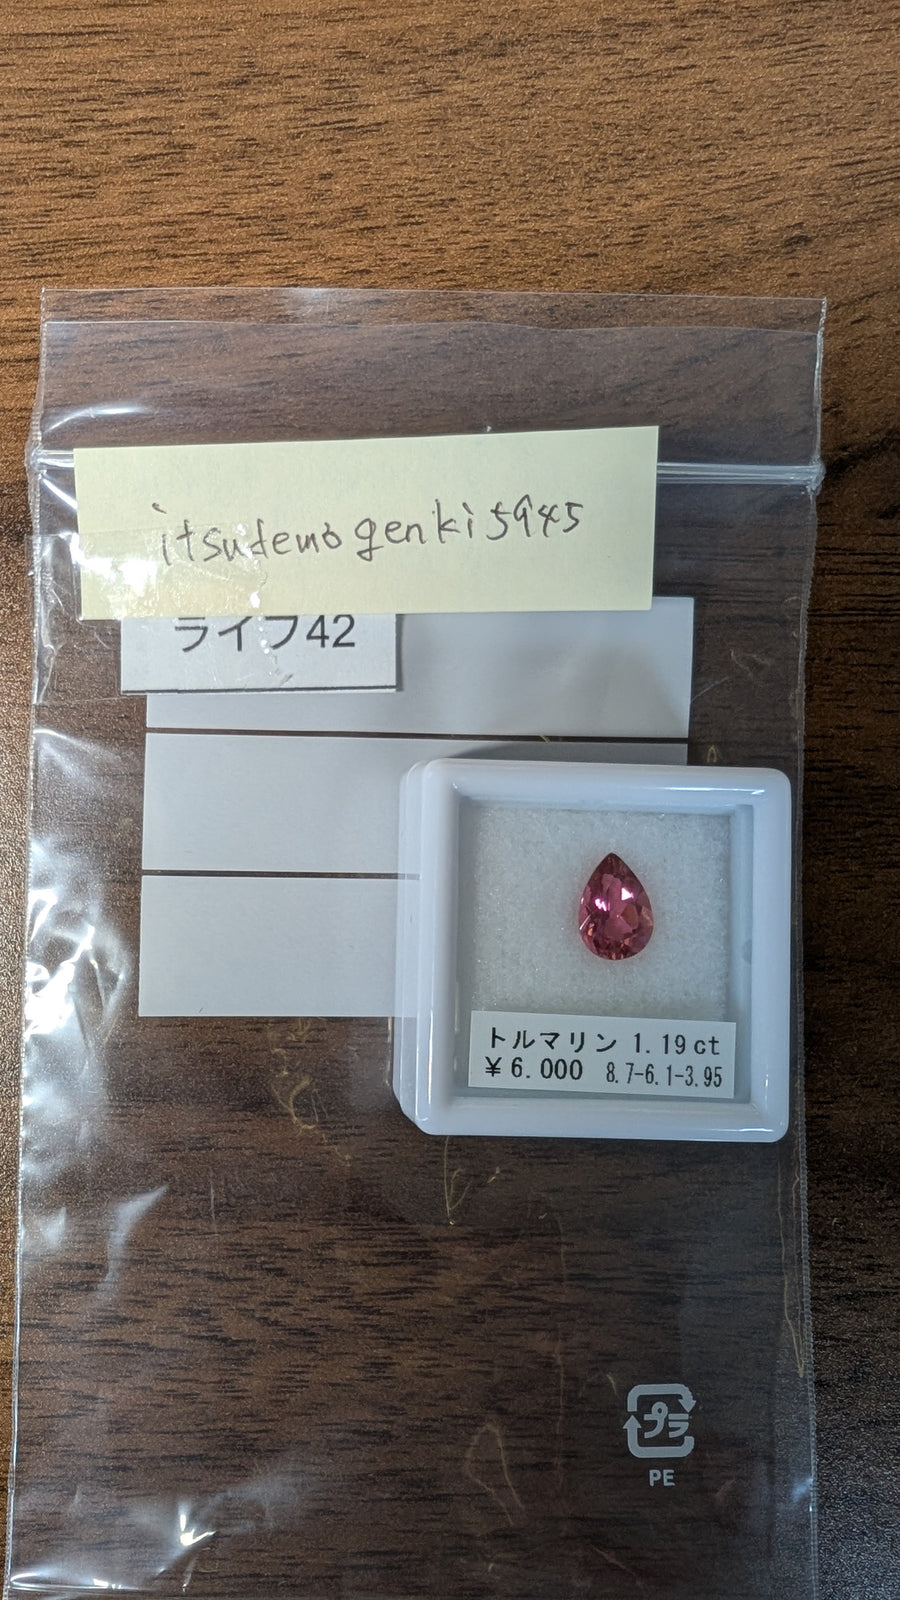 itsudemogenki5945
ライフ42
トルマリン 1.19ct
¥6.000 8.7-6.1-3.95
プラ
PE